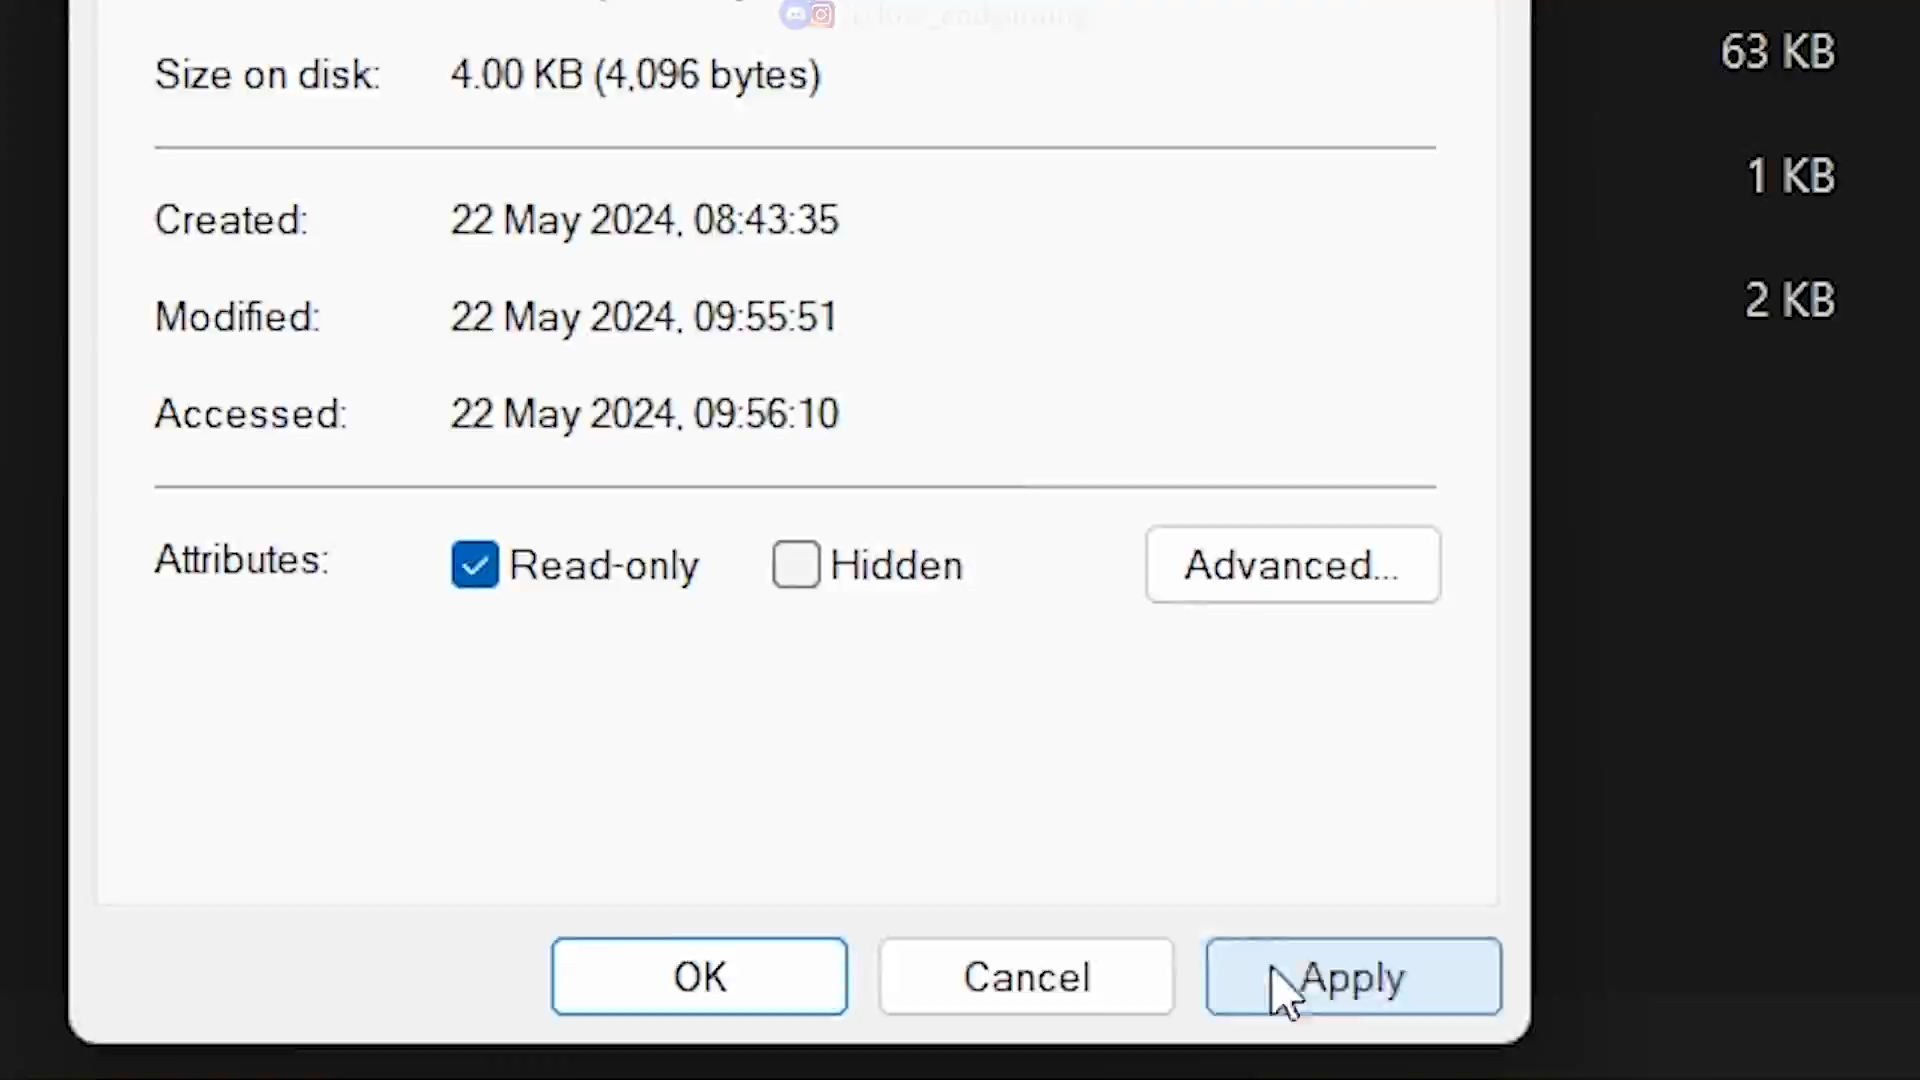 63 KB
Size on disk: 4.00 KB (4,096 bytes)
1 KB
Created: 22 May 2024, 08:43:35
2 KB
Modified: 22 May 2024, 09:55:51
Accessed: 22 May 2024, 09:56:10
Attributes: Read-only Hidden Advanced...
OK Cancel Apply